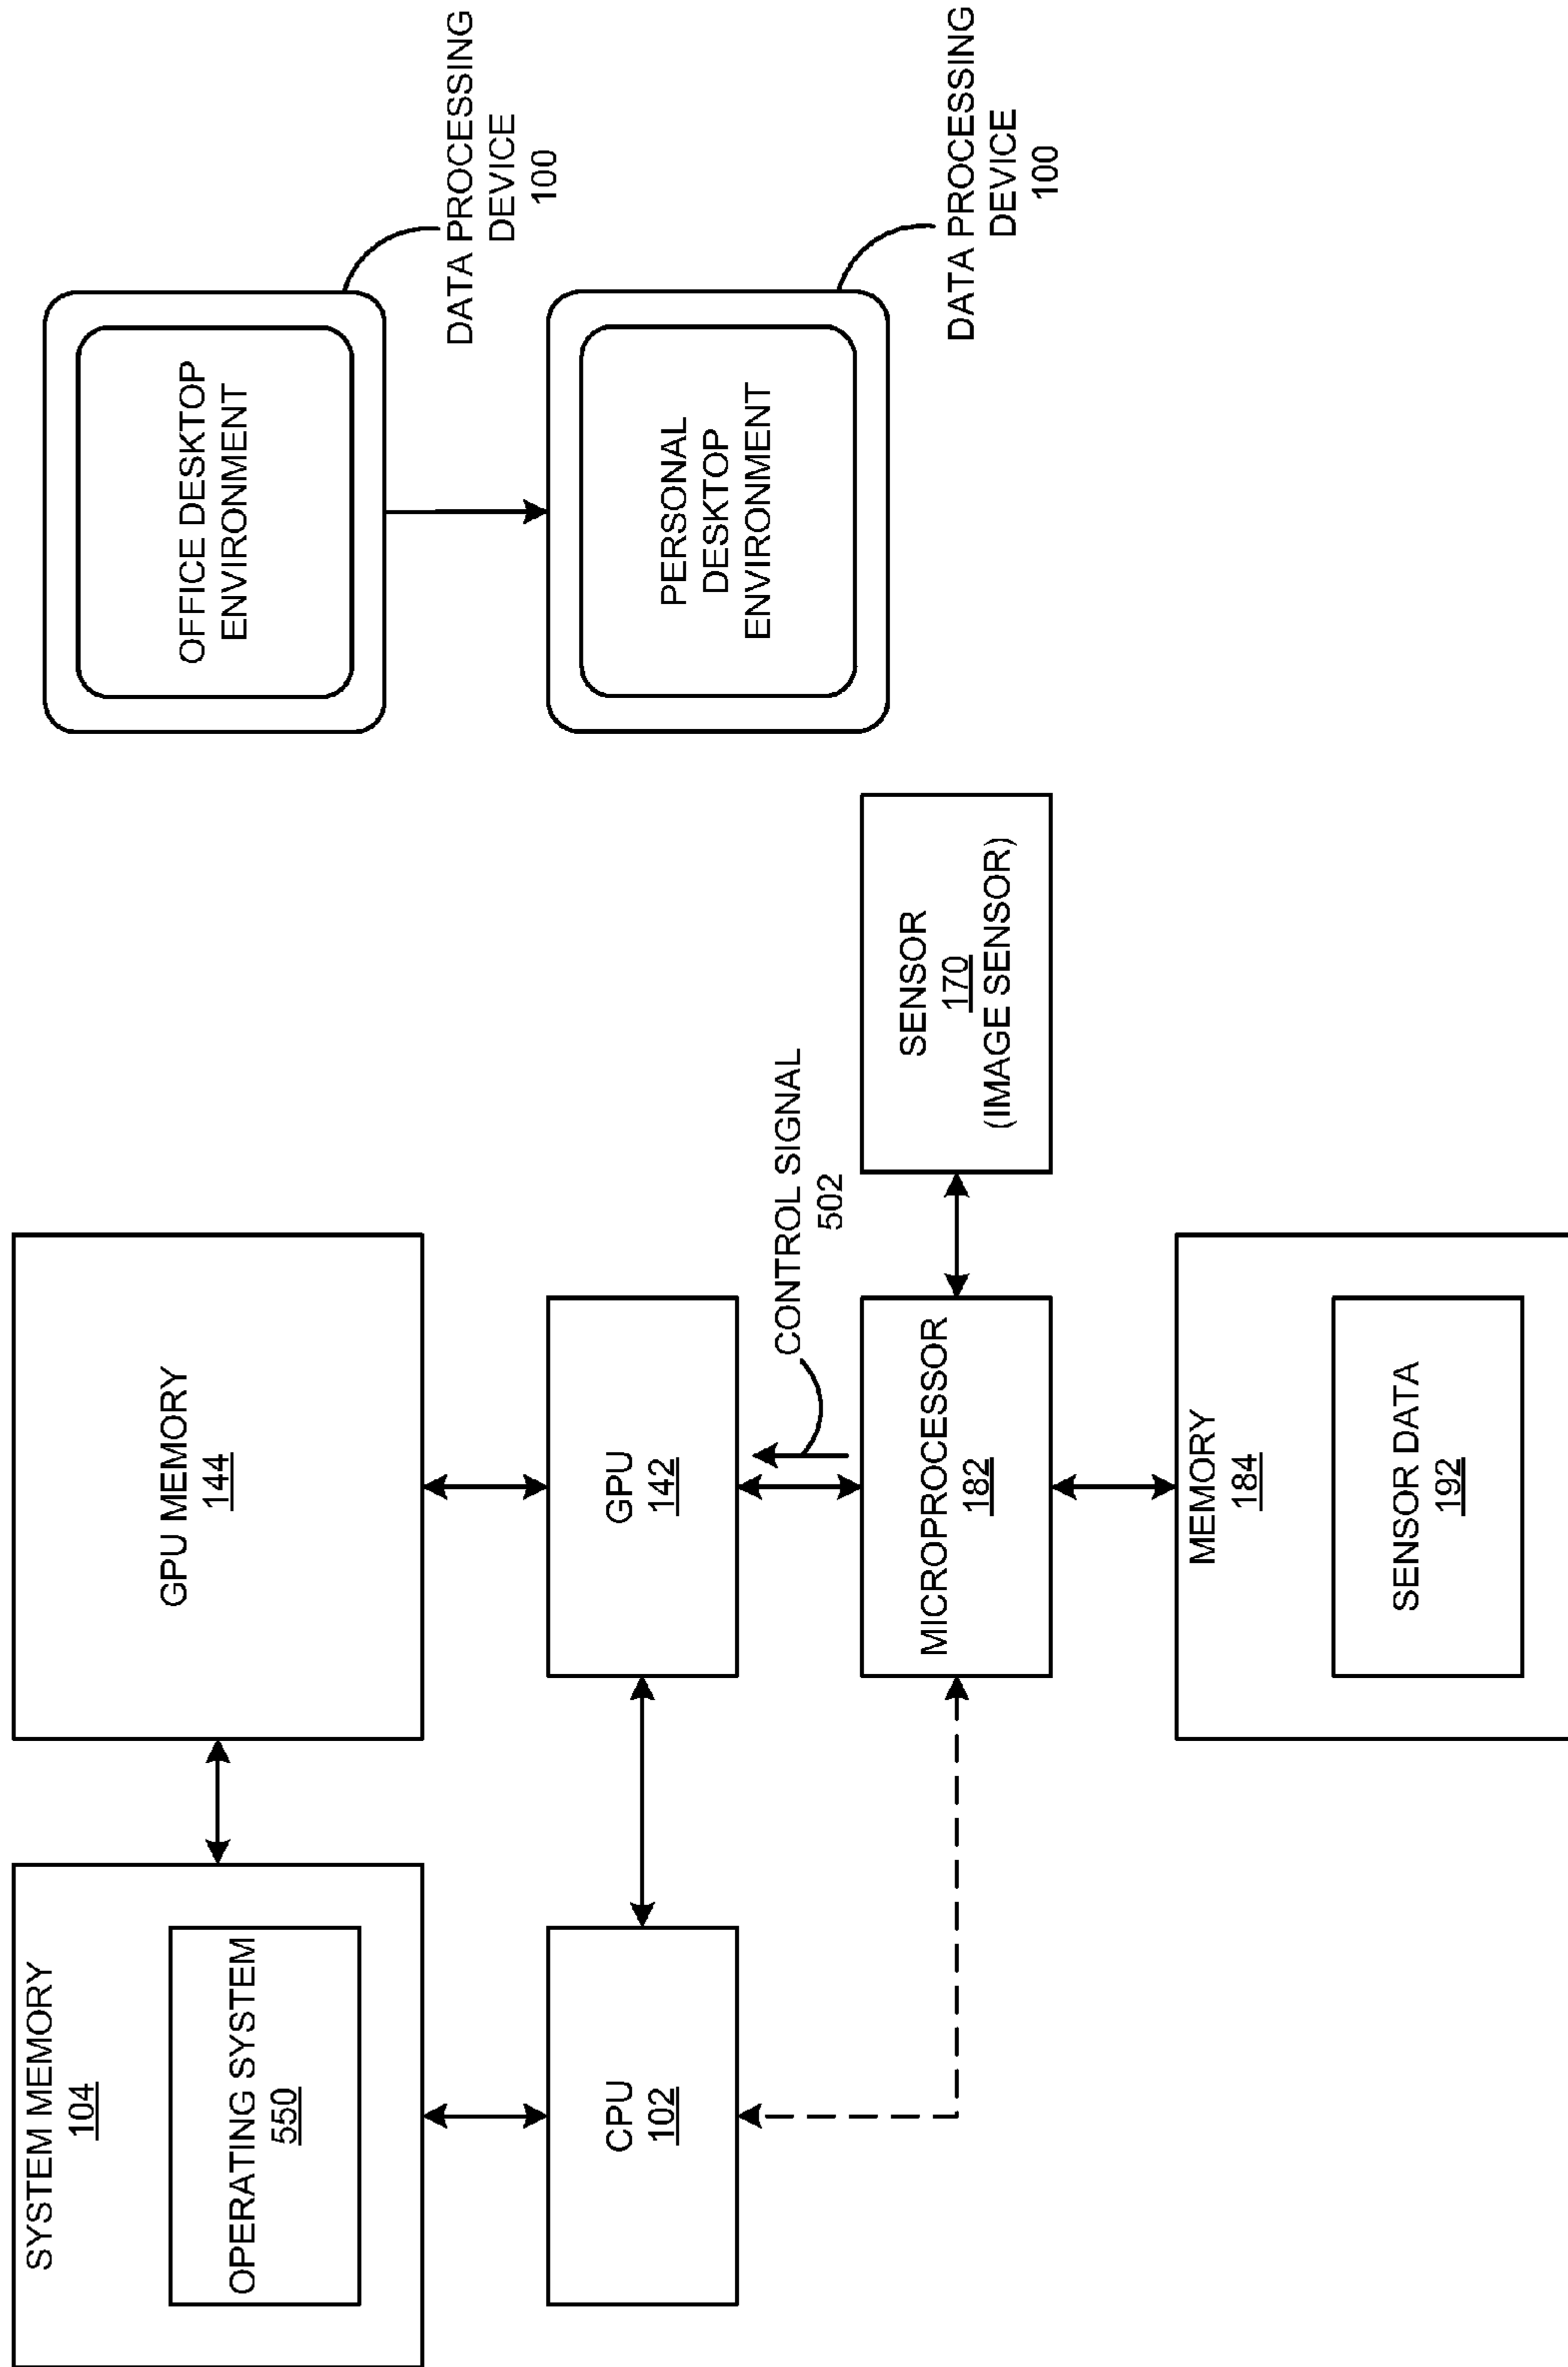 SYSTEM MEMORY
104
OPERATING SYSTEM
550
GPU MEMORY
144
CPU
102
GPU
142
CONTROL SIGNAL
502
MICROPROCESSOR
182
SENSOR
170
(IMAGE SENSOR)
MEMORY
184
SENSOR DATA
192
OFFICE DESKTOP
ENVIRONMENT
DATA PROCESSING
DEVICE
100
PERSONAL
DESKTOP
ENVIRONMENT
DATA PROCESSING
DEVICE
100